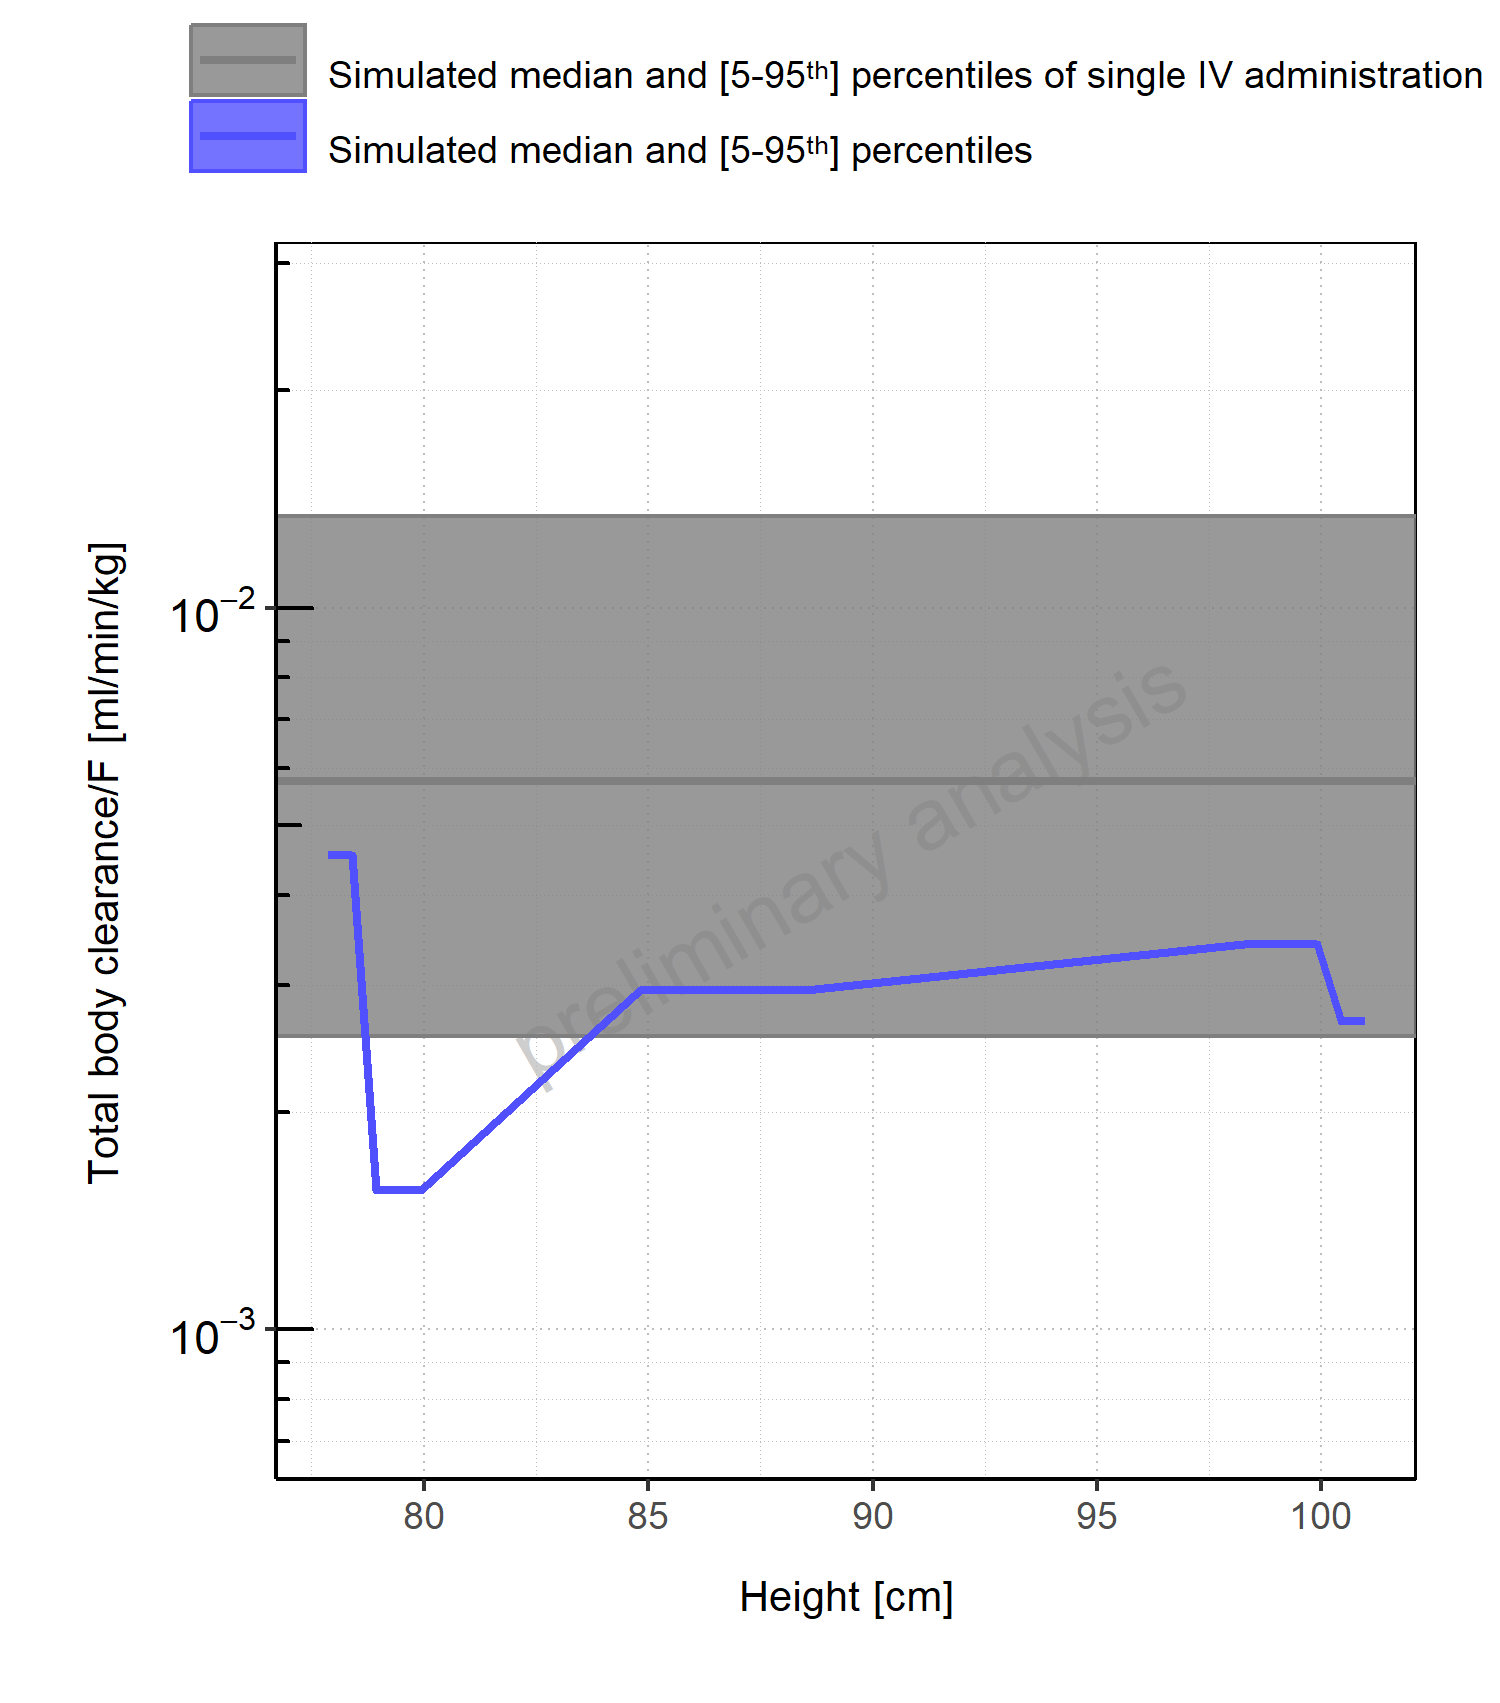 Simulated median and [5-95ᵗʰ] percentiles of single IV administration
Simulated median and [5-95ᵗʰ] percentiles
Total body clearance/F [ml/min/kg]
10⁻²
10⁻³
preliminary analysis
80 85 90 95 100
Height [cm]